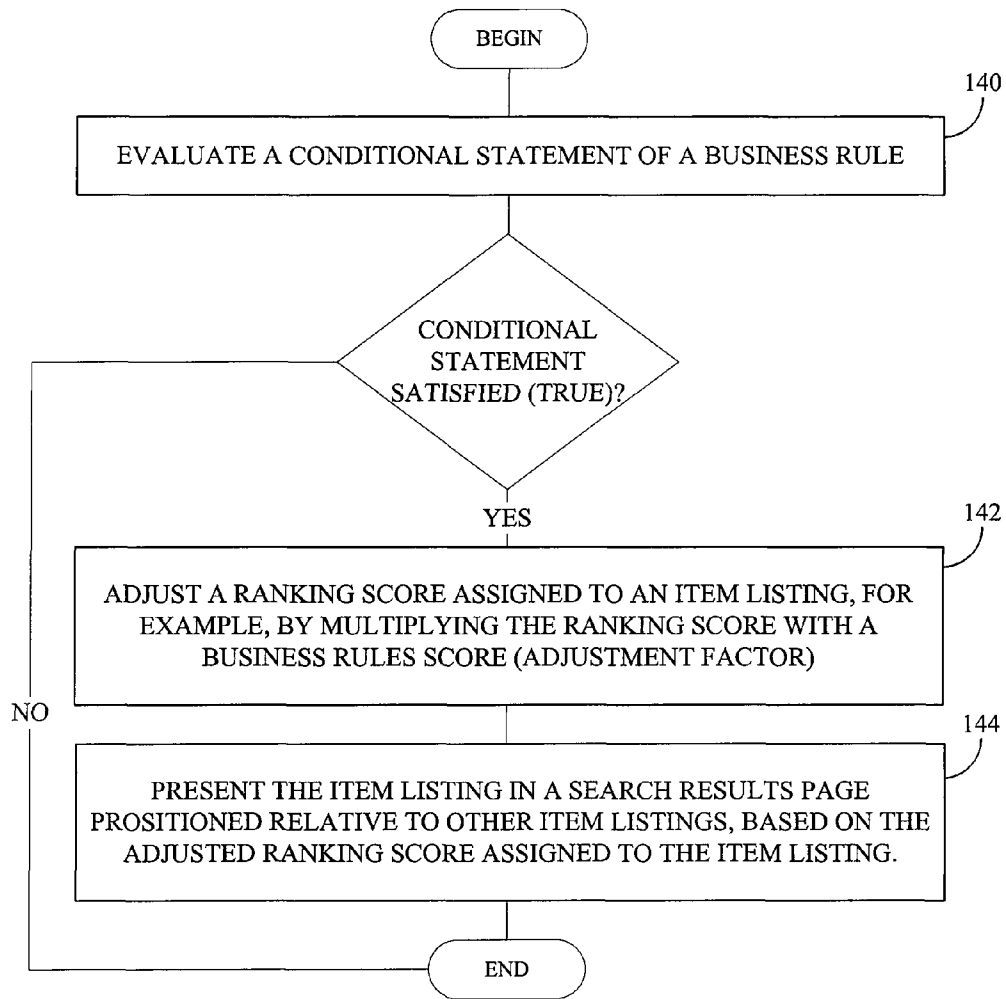 BEGIN
140
EVALUATE A CONDITIONAL STATEMENT OF A BUSINESS RULE
CONDITIONAL
STATEMENT
SATISFIED (TRUE)?
YES
142
ADJUST A RANKING SCORE ASSIGNED TO AN ITEM LISTING, FOR
EXAMPLE, BY MULTIPLYING THE RANKING SCORE WITH A
BUSINESS RULES SCORE (ADJUSTMENT FACTOR)
NO
144
PRESENT THE ITEM LISTING IN A SEARCH RESULTS PAGE
PROSITIONED RELATIVE TO OTHER ITEM LISTINGS, BASED ON THE
ADJUSTED RANKING SCORE ASSIGNED TO THE ITEM LISTING.
END